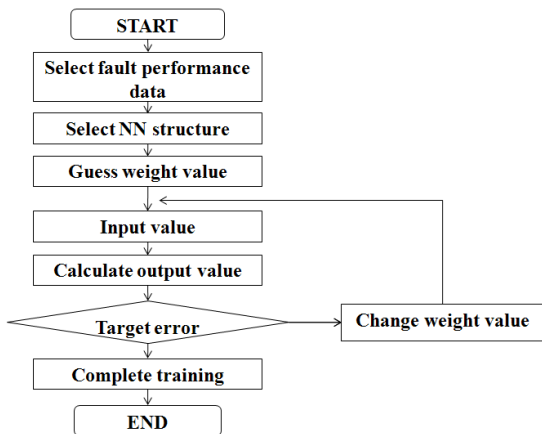 START
Select fault performance
data
Select NN structure
Guess weight value
Input value
Calculate output value
Target error
Change weight value
Complete training
END